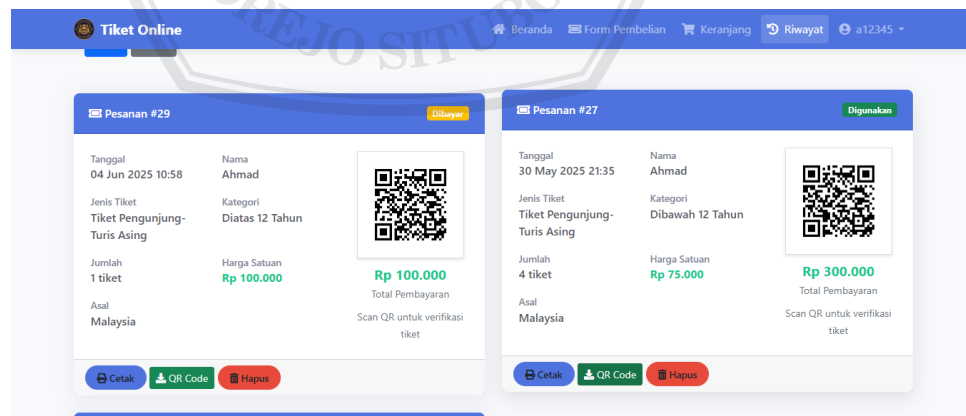 Tiket Online
Beranda Form Pembelian Keranjang Riwayat a12345
REJO SITUBO
Pesanan #29 Dibayar
Tanggal Nama
04 Jun 2025 10:58 Ahmad
Jenis Tiket Kategori
Tiket Pengunjung- Diatas 12 Tahun
Turis Asing
Jumlah Harga Satuan
1 tiket Rp 100.000
Asal
Malaysia
Rp 100.000
Total Pembayaran
Scan QR untuk verifikasi
tiket
Cetak QR Code Hapus
Pesanan #27 Digunakan
Tanggal Nama
30 May 2025 21:35 Ahmad
Jenis Tiket Kategori
Tiket Pengunjung- Dibawah 12 Tahun
Turis Asing
Jumlah Harga Satuan
4 tiket Rp 75.000
Asal
Malaysia
Rp 300.000
Total Pembayaran
Scan QR untuk verifikasi
tiket
Cetak QR Code Hapus